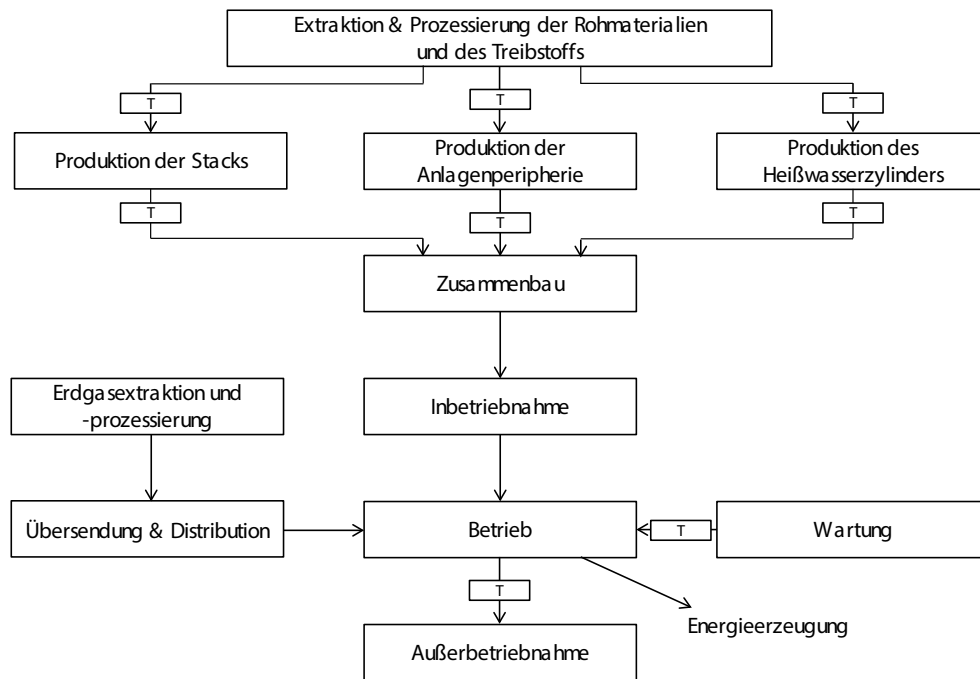 Extraktion & Prozessierung der Rohmaterialien
und des Treibstoffs
T
T
T
Produktion der Stacks
Produktion der
Anlagenperipherie
Produktion des
Heißwasserzylinders
T
T
T
Zusammenbau
Erdgasextraktion und
-prozessierung
Inbetriebnahme
Übersendung & Distribution
Betrieb
T
Wartung
T
Energieerzeugung
Außerbetriebnahme